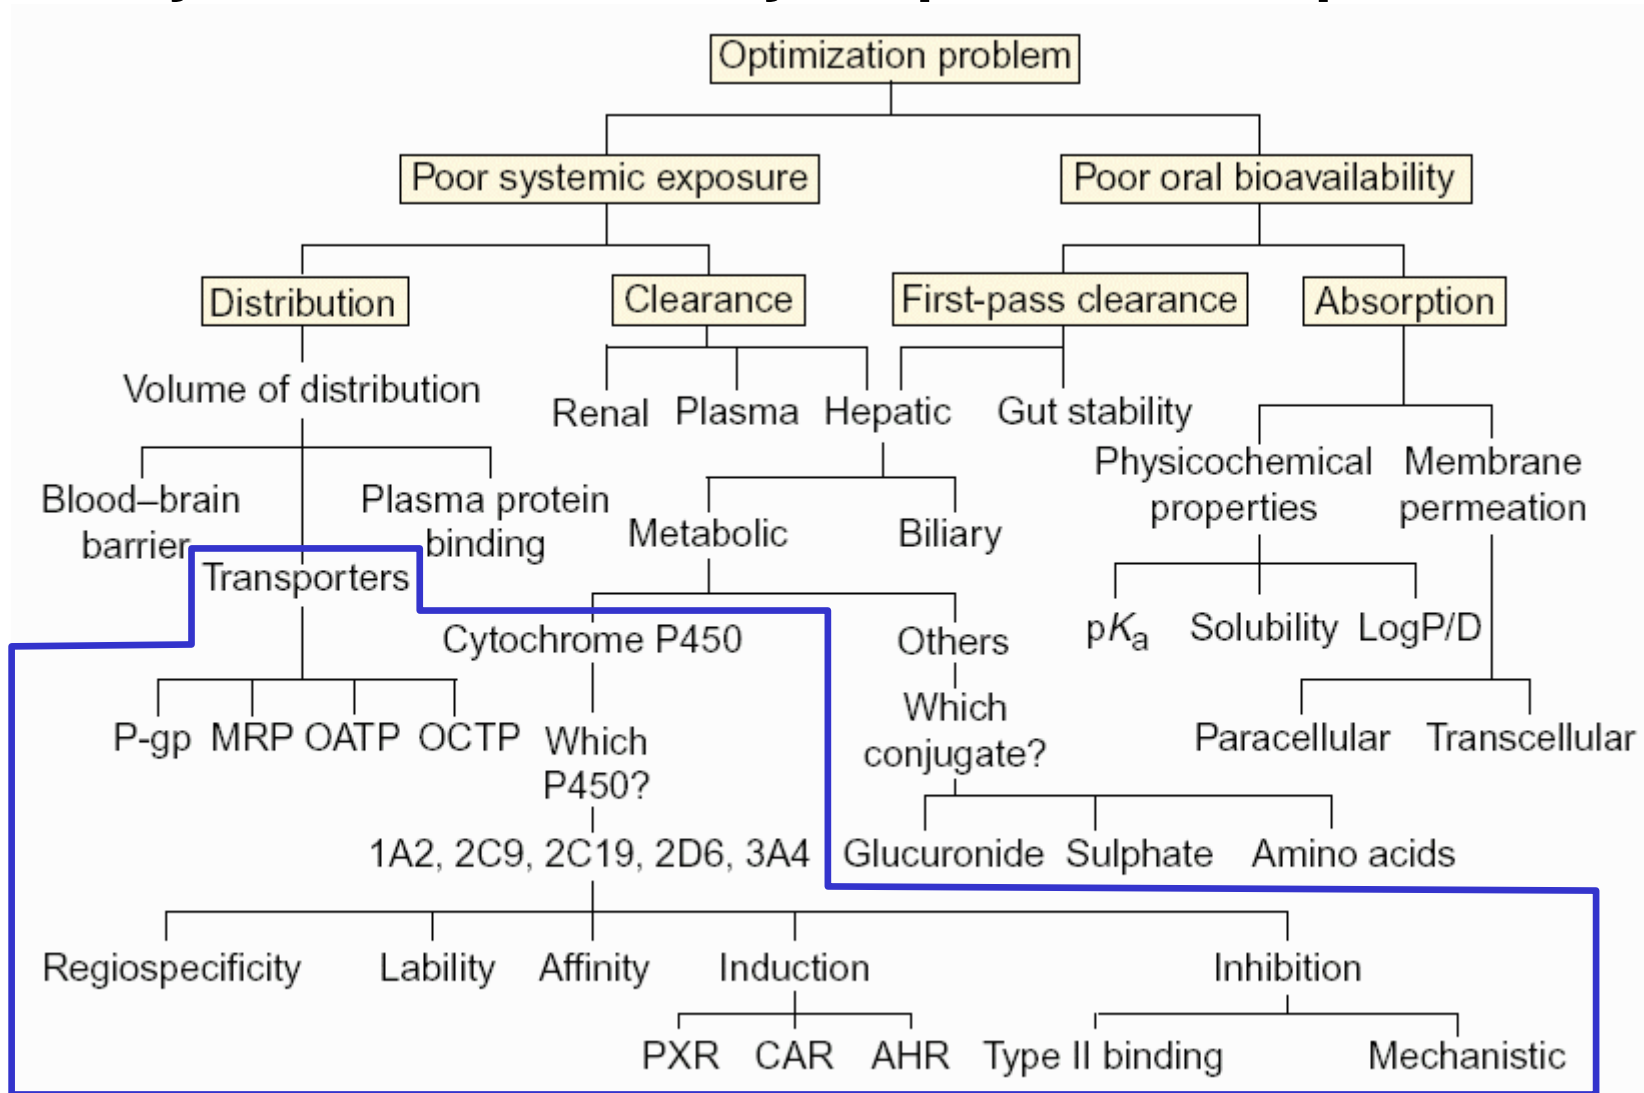 Optimization problem
Poor systemic exposure
Poor oral bioavailability
Distribution
Clearance
First-pass clearance
Absorption
Volume of distribution
Renal
Plasma
Hepatic
Gut stability
Physicochemical
properties
Membrane
permeation
Blood–brain
barrier
Plasma protein
binding
Metabolic
Biliary
Transporters
Cytochrome P450
Others
pKa
Solubility
LogP/D
P-gp
MRP
OATP
OCTP
Which
P450?
Which
conjugate?
Paracellular
Transcellular
1A2, 2C9, 2C19, 2D6, 3A4
Glucuronide
Sulphate
Amino acids
Regiospecificity
Lability
Affinity
Induction
Inhibition
PXR
CAR
AHR
Type II binding
Mechanistic